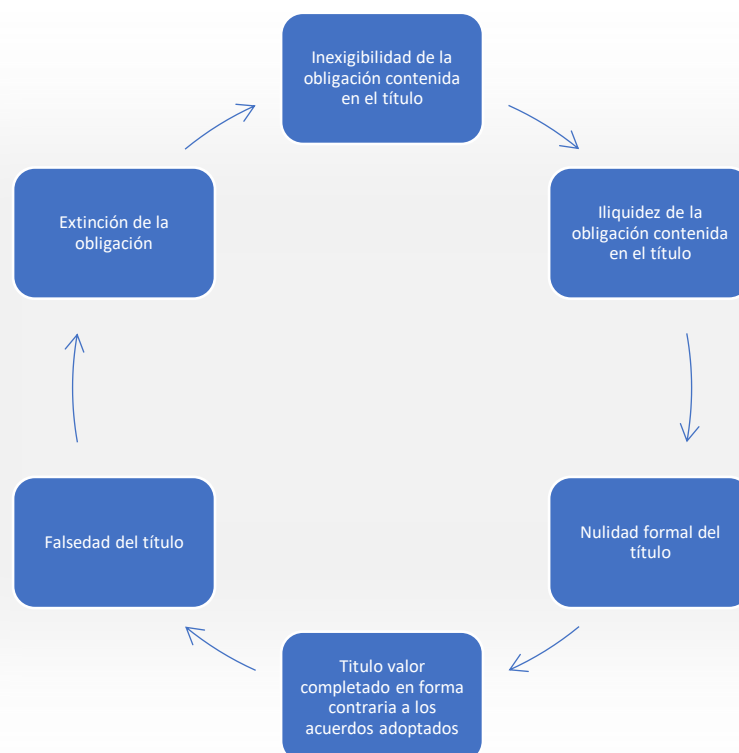 Inexigibilidad de la
obligación contenida
en el título
Iliquidez de la
obligación contenida
en el título
Nulidad formal del
título
Titulo valor
completado en forma
contraria a los
acuerdos adoptados
Falsedad del título
Extinción de la
obligación